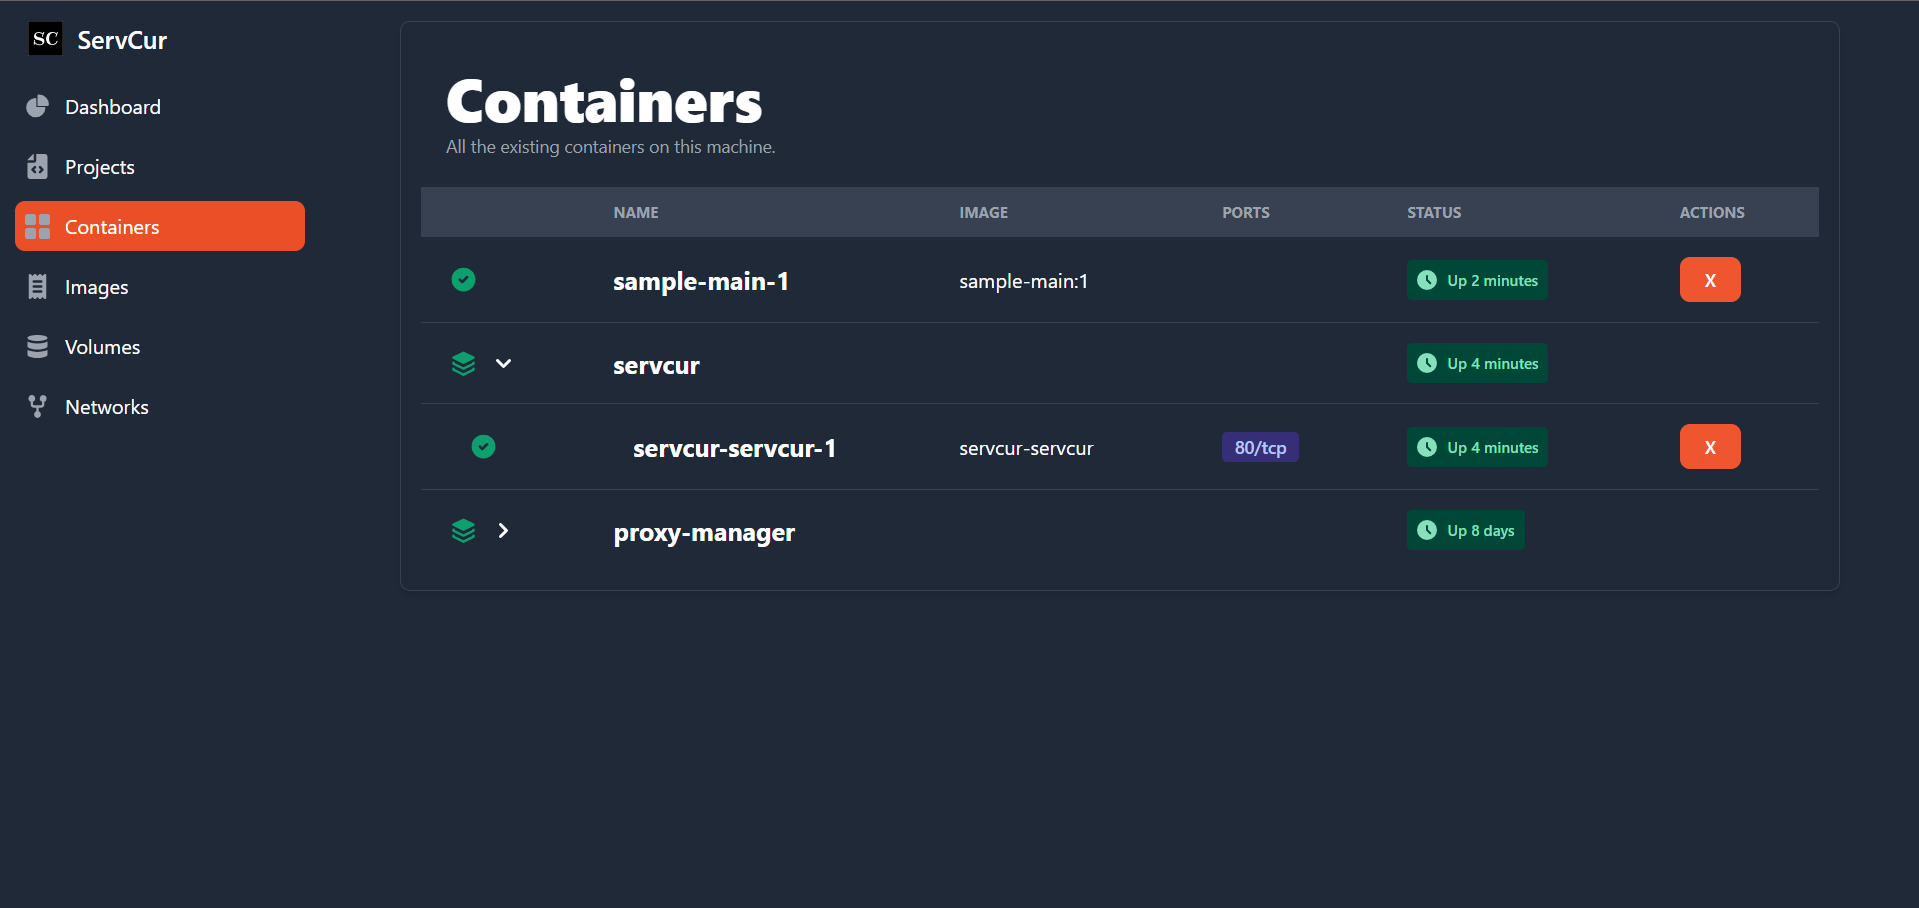 SC ServCur
Dashboard
Projects
Containers
Images
Volumes
Networks
Containers
All the existing containers on this machine.
NAME IMAGE PORTS STATUS ACTIONS
sample-main-1 sample-main:1 Up 2 minutes X
servcur Up 4 minutes
servcur-servcur-1 servcur-servcur 80/tcp Up 4 minutes X
proxy-manager Up 8 days